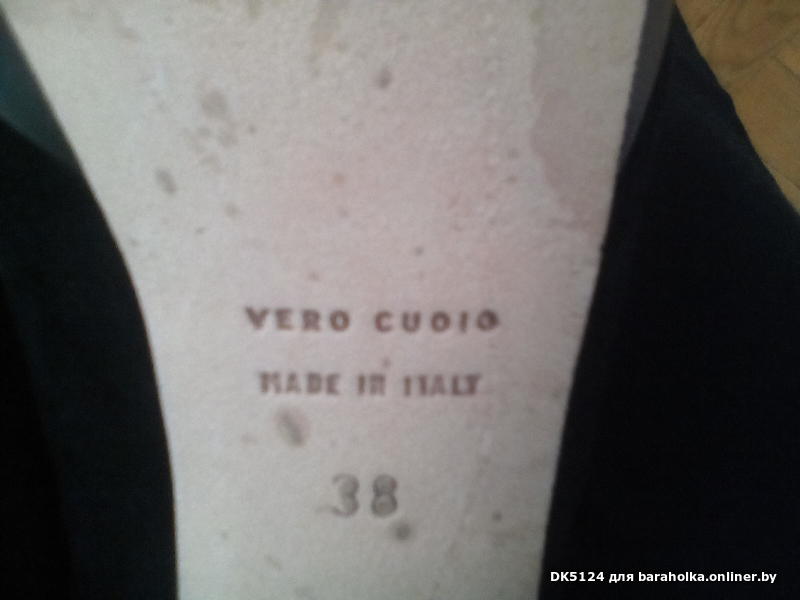 VERO CUOIO
MADE IN ITALY
38
DK5124 для baraholka.onliner.by